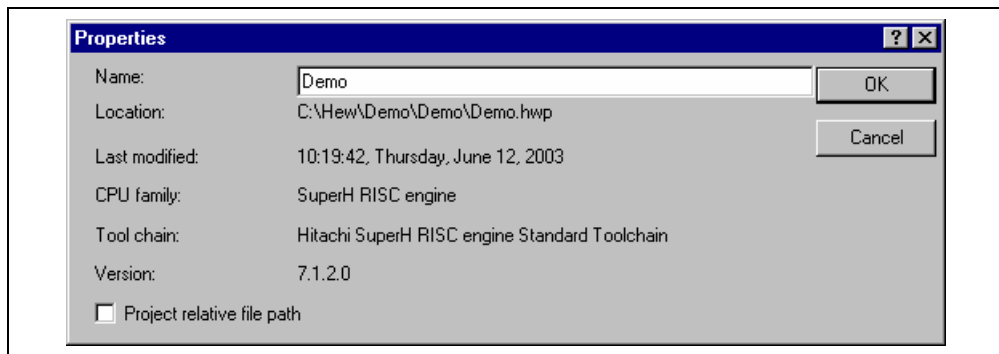 Properties
Name: Demo
OK
Location: C:\Hew\Demo\Demo\Demo.hwp
Cancel
Last modified: 10:19:42, Thursday, June 12, 2003
CPU family: SuperH RISC engine
Tool chain: Hitachi SuperH RISC engine Standard Toolchain
Version: 7.1.2.0
Project relative file path